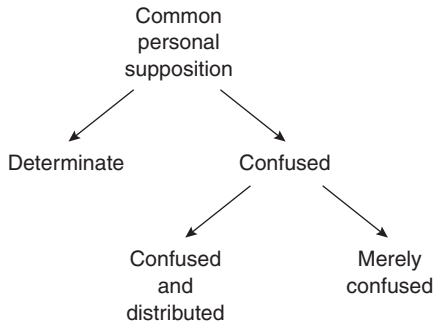 Common
personal
supposition
Determinate
Confused
Confused
and
distributed
Merely
confused